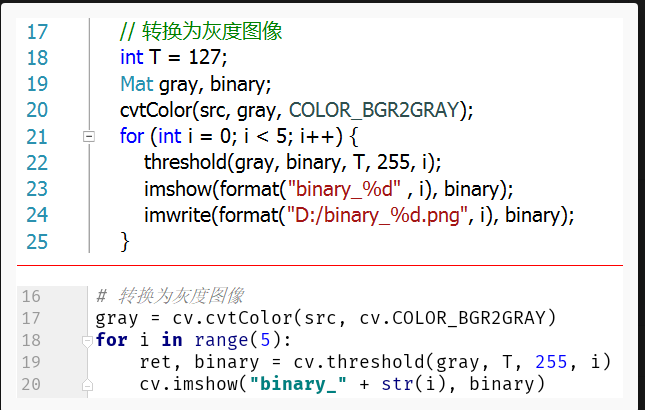 17 // 转换为灰度图像
18 int T = 127;
19 Mat gray, binary;
20 cvtColor(src, gray, COLOR_BGR2GRAY);
21 for (int i = 0; i < 5; i++) {
22 threshold(gray, binary, T, 255, i);
23 imshow(format("binary_%d" , i), binary);
24 imwrite(format("D:/binary_%d.png", i), binary);
25 }
16 # 转换为灰度图像
17 gray = cv.cvtColor(src, cv.COLOR_BGR2GRAY)
18 for i in range(5):
19 ret, binary = cv.threshold(gray, T, 255, i)
20 cv.imshow("binary_" + str(i), binary)